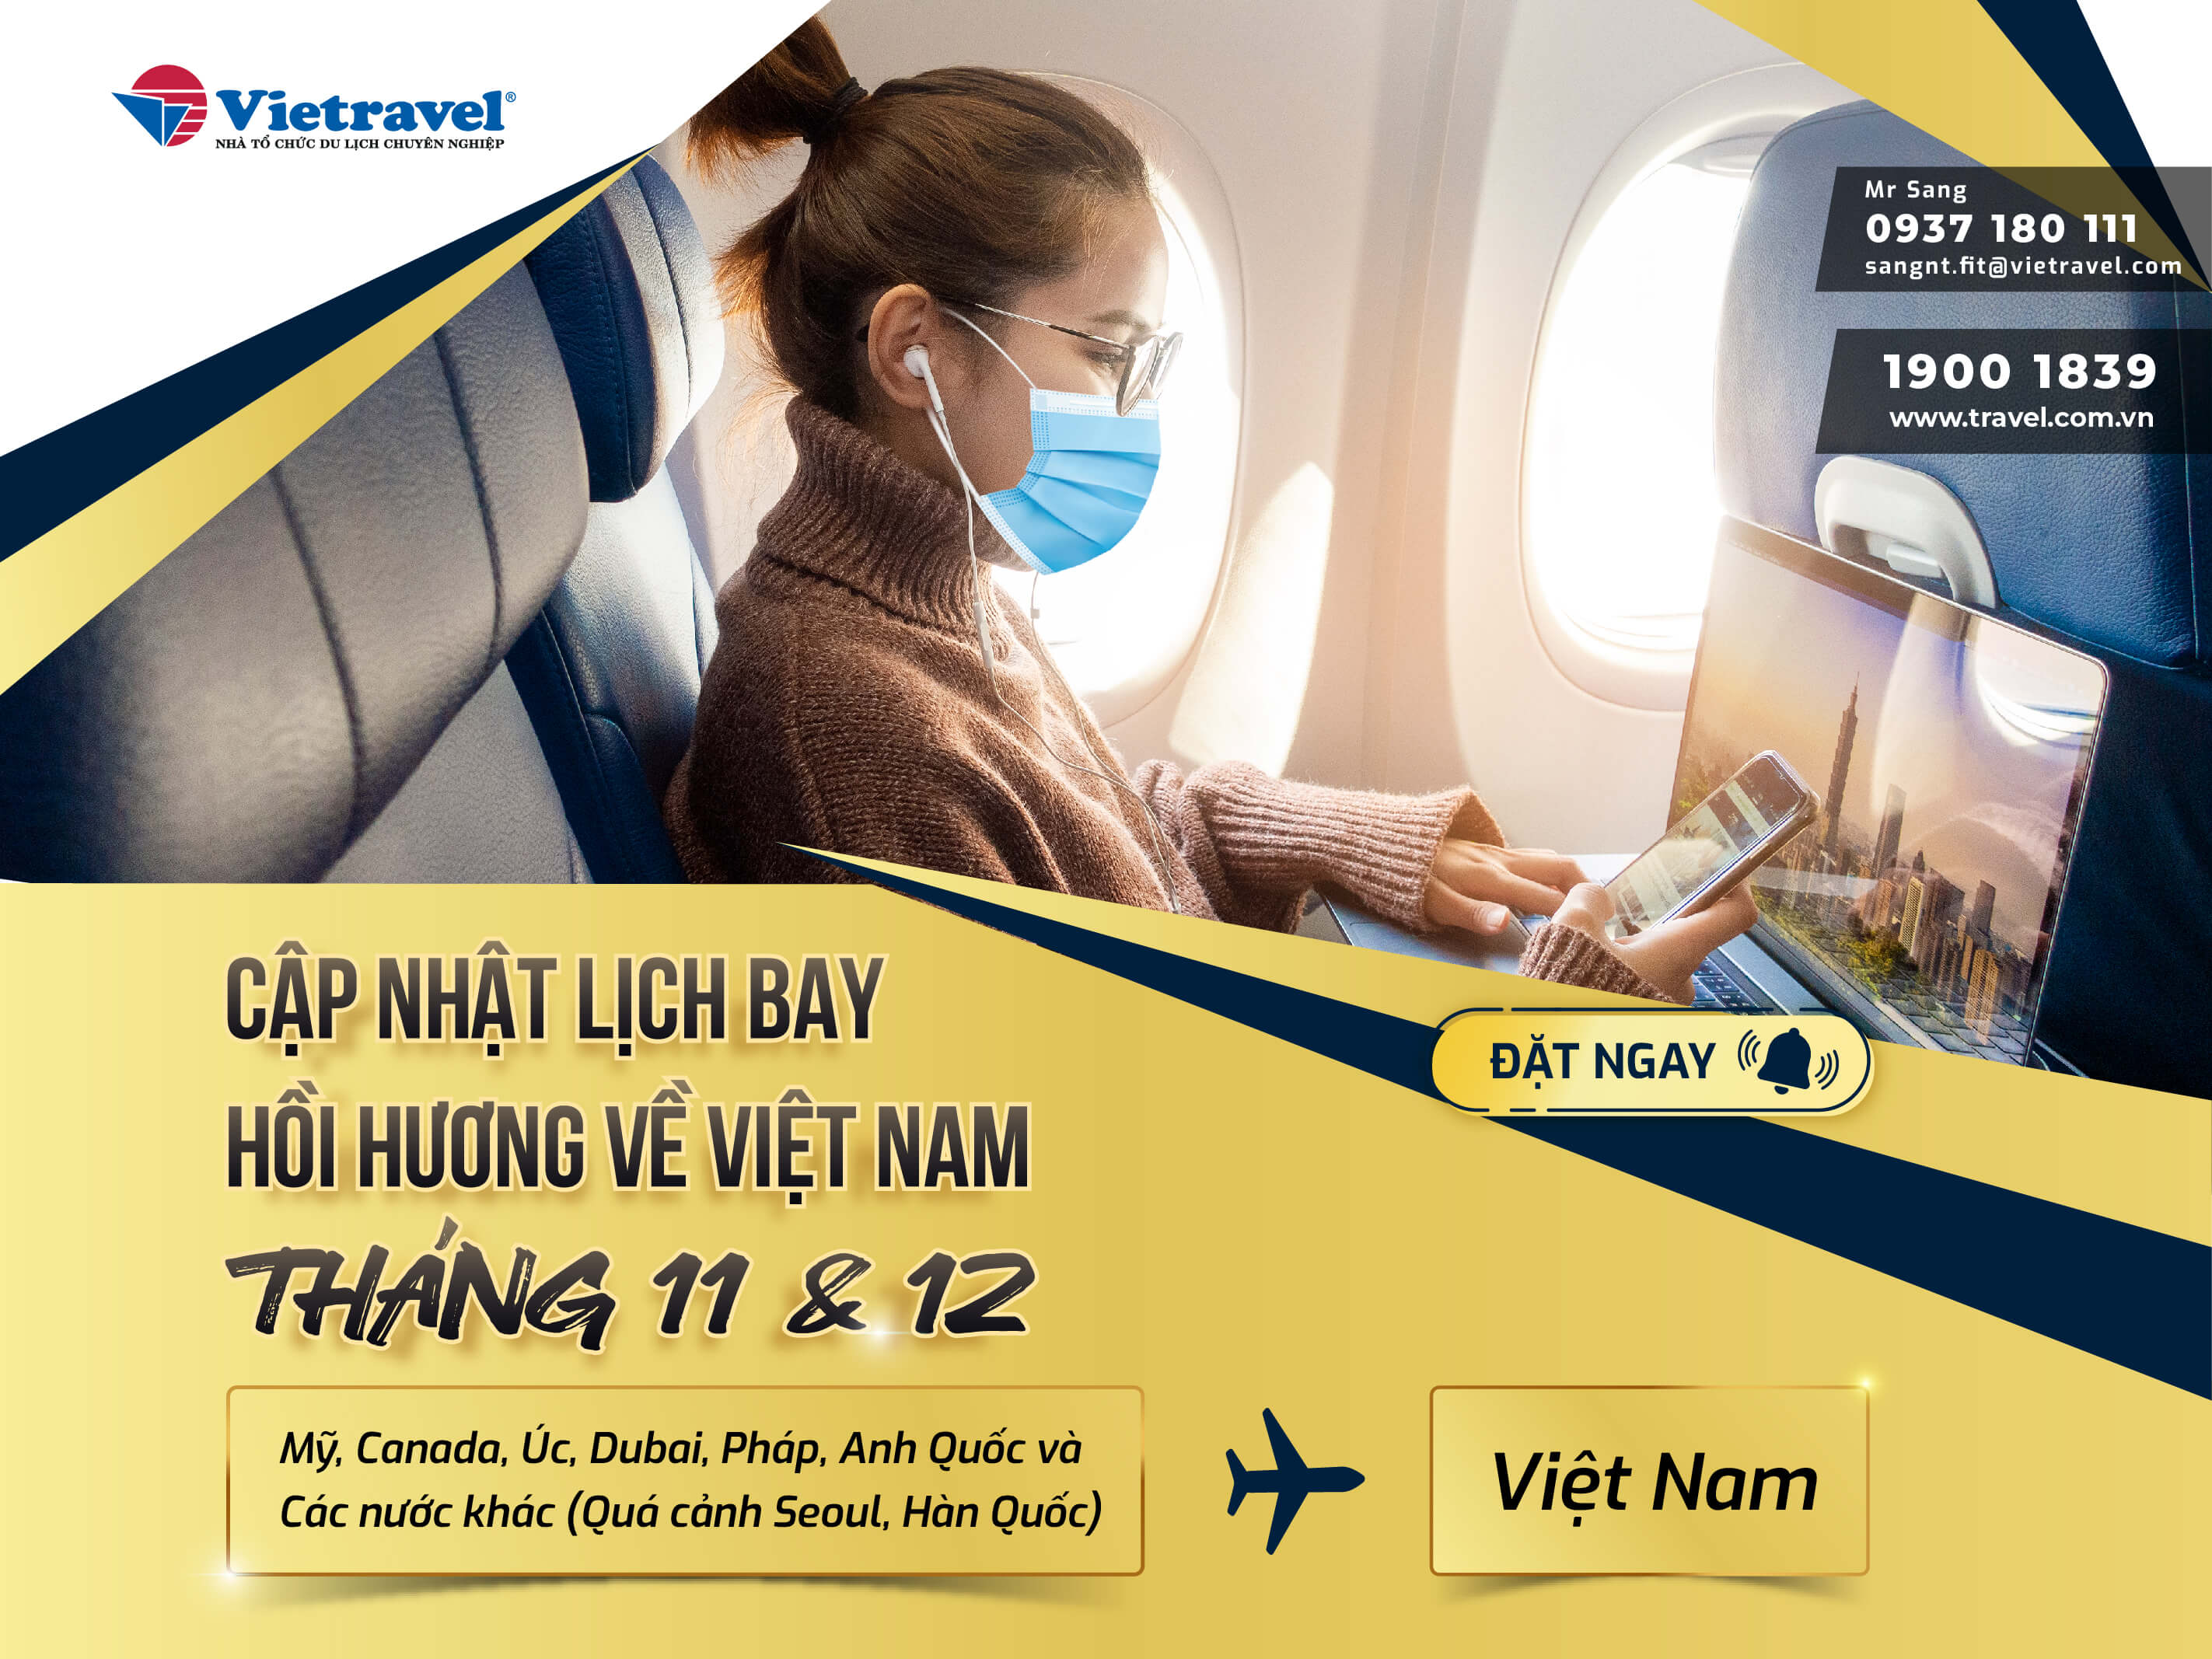 Vietravel®
NHÀ TỔ CHỨC DU LỊCH CHUYÊN NGHIỆP
Mr Sang
0937 180 111
sangnt.fit@vietravel.com
1900 1839
www.travel.com.vn
CẬP NHẬT LỊCH BAY
HỒI HƯƠNG VỀ VIỆT NAM
THÁNG 11 & 12
ĐẶT NGAY
Mỹ, Canada, Úc, Dubai, Pháp, Anh Quốc và
Các nước khác (Quá cảnh Seoul, Hàn Quốc)
Việt Nam